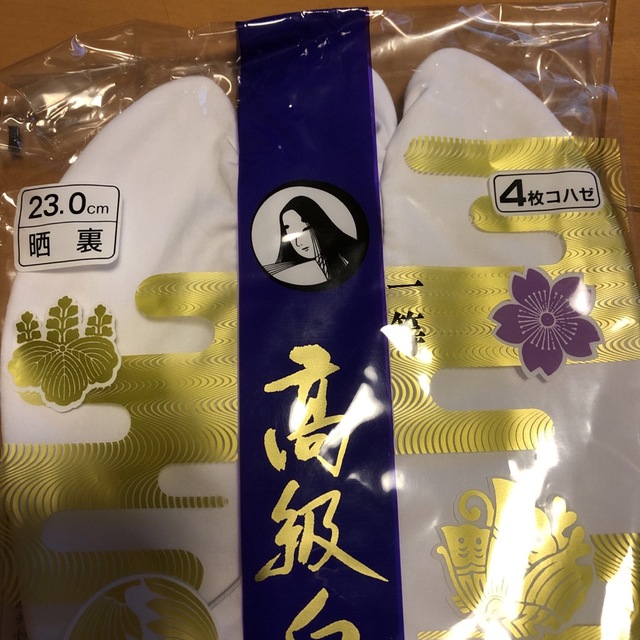 23.0cm
晒裏
4枚コハゼ
一等
高級白